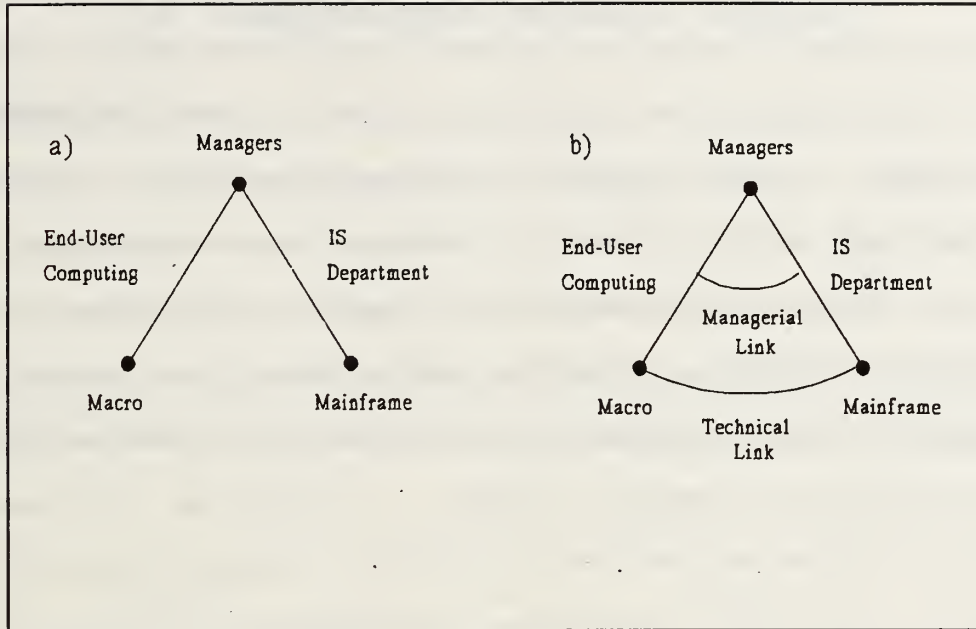 a)
Managers
End-User
Computing
IS
Department
Macro
Mainframe
b)
Managers
End-User
Computing
IS
Department
Managerial
Link
Macro
Mainframe
Technical
Link